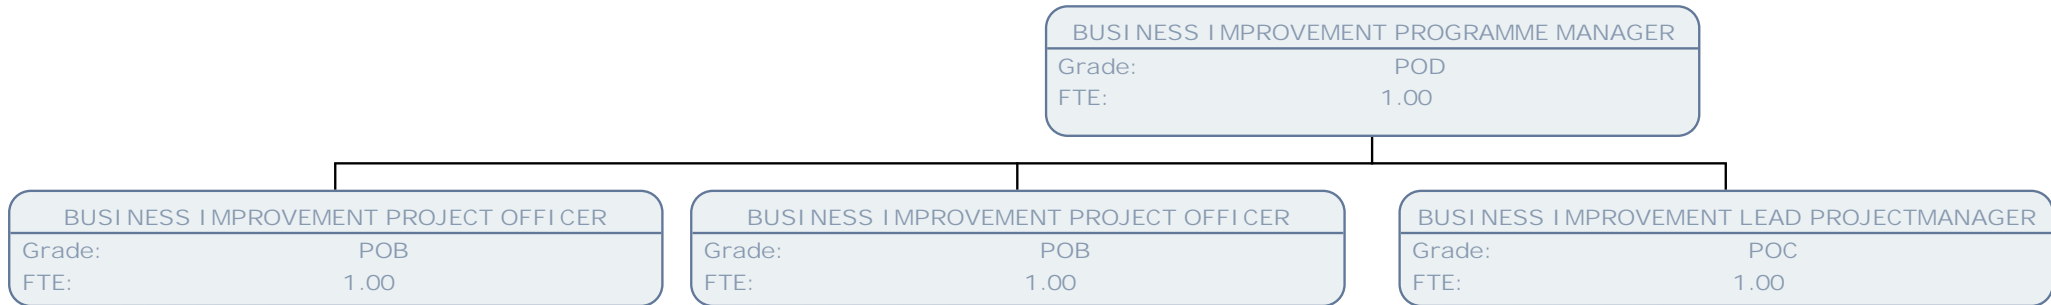 BUSINESS IMPROVEMENT PROGRAMME MANAGER
Grade: POD
FTE: 1.00
BUSINESS IMPROVEMENT PROJECT OFFICER
Grade: POB
FTE: 1.00
BUSINESS IMPROVEMENT PROJECT OFFICER
Grade: POB
FTE: 1.00
BUSINESS IMPROVEMENT LEAD PROJECTMANAGER
Grade: POC
FTE: 1.00